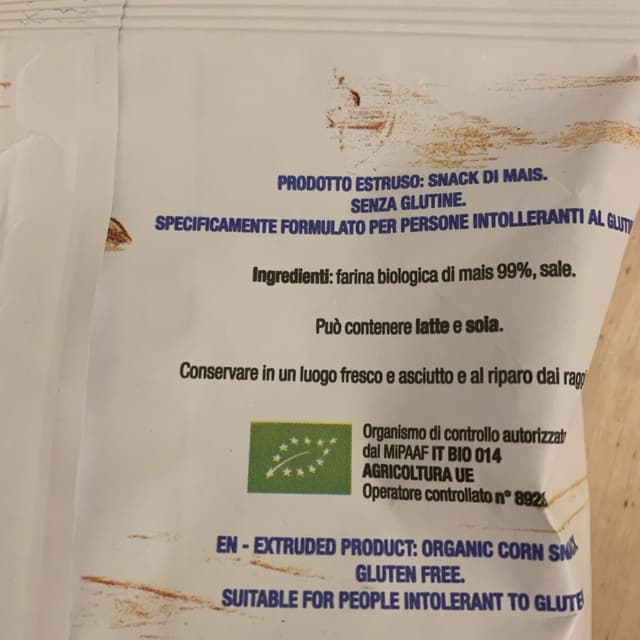 PRODOTTO ESTRUSO: SNACK DI MAIS.
SENZA GLUTINE.
SPECIFICAMENTE FORMULATO PER PERSONE INTOLLERANTI AL
Ingredienti: farina biologica di mais 99%, sale.
Può contenere latte e soia.
Conservare in un luogo fresco e asciutto e al riparo dai
Organismo di controllo autorizzato
dal MiPAAF IT BIO 014
AGRICOLTURA UE
Operatore controllato n°
EN - EXTRUDED PRODUCT: ORGANIC CORN
GLUTEN FREE.
SUITABLE FOR PEOPLE INTOLERANT TO